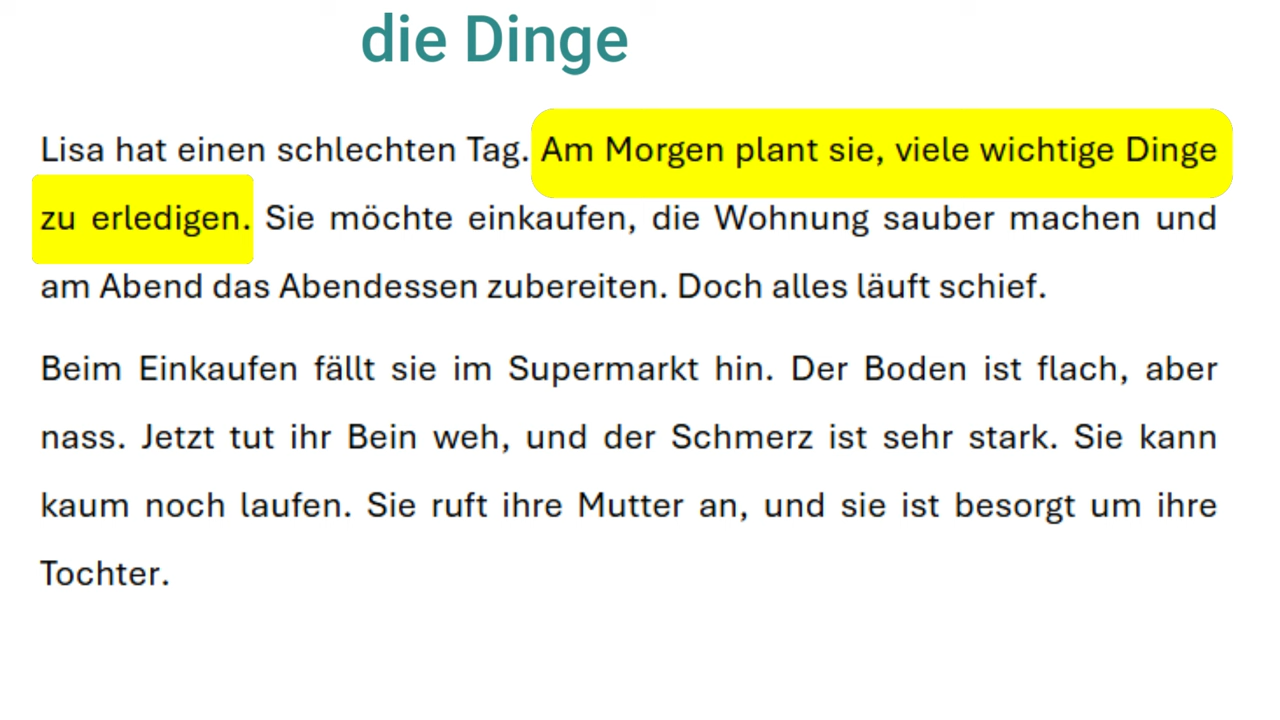 die Dinge
Lisa hat einen schlechten Tag. Am Morgen plant sie, viele wichtige Dinge
zu erledigen. Sie möchte einkaufen, die Wohnung sauber machen und
am Abend das Abendessen zubereiten. Doch alles läuft schief.
Beim Einkaufen fällt sie im Supermarkt hin. Der Boden ist flach, aber
nass. Jetzt tut ihr Bein weh, und der Schmerz ist sehr stark. Sie kann
kaum noch laufen. Sie ruft ihre Mutter an, und sie ist besorgt um ihre
Tochter.